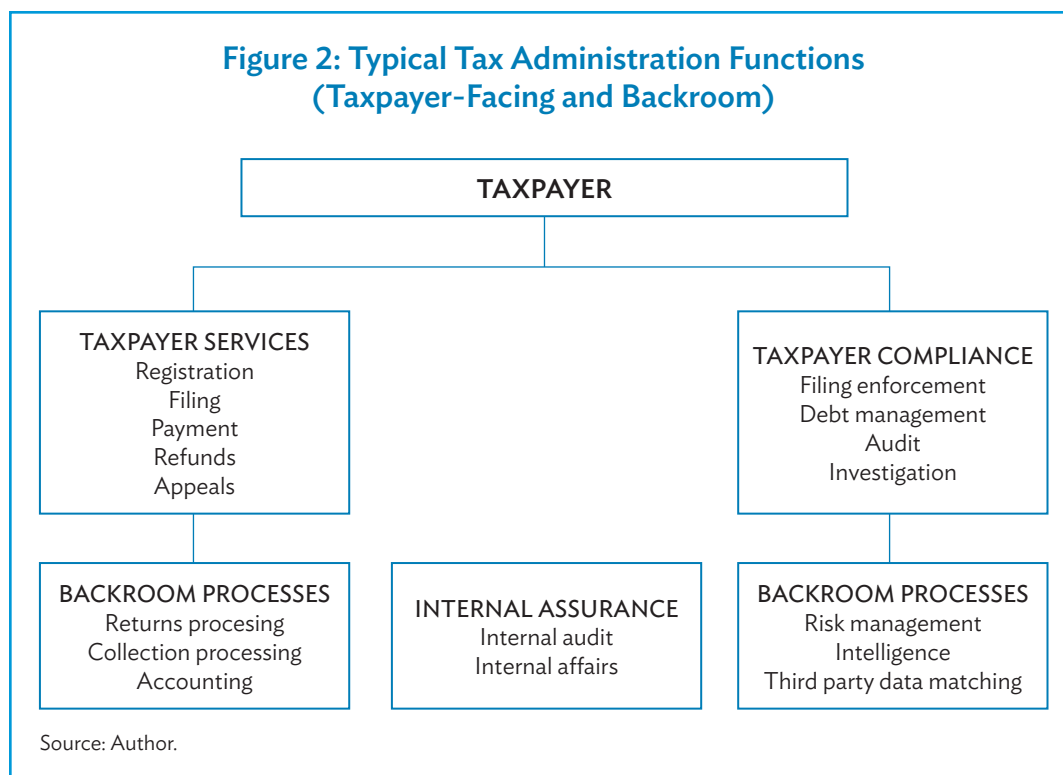 Figure 2: Typical Tax Administration Functions
(Taxpayer-Facing and Backroom)
TAXPAYER
TAXPAYER SERVICES
Registration
Filing
Payment
Refunds
Appeals
TAXPAYER COMPLIANCE
Filing enforcement
Debt management
Audit
Investigation
BACKROOM PROCESSES
Returns procesing
Collection processing
Accounting
INTERNAL ASSURANCE
Internal audit
Internal affairs
BACKROOM PROCESSES
Risk management
Intelligence
Third party data matching
Source: Author.